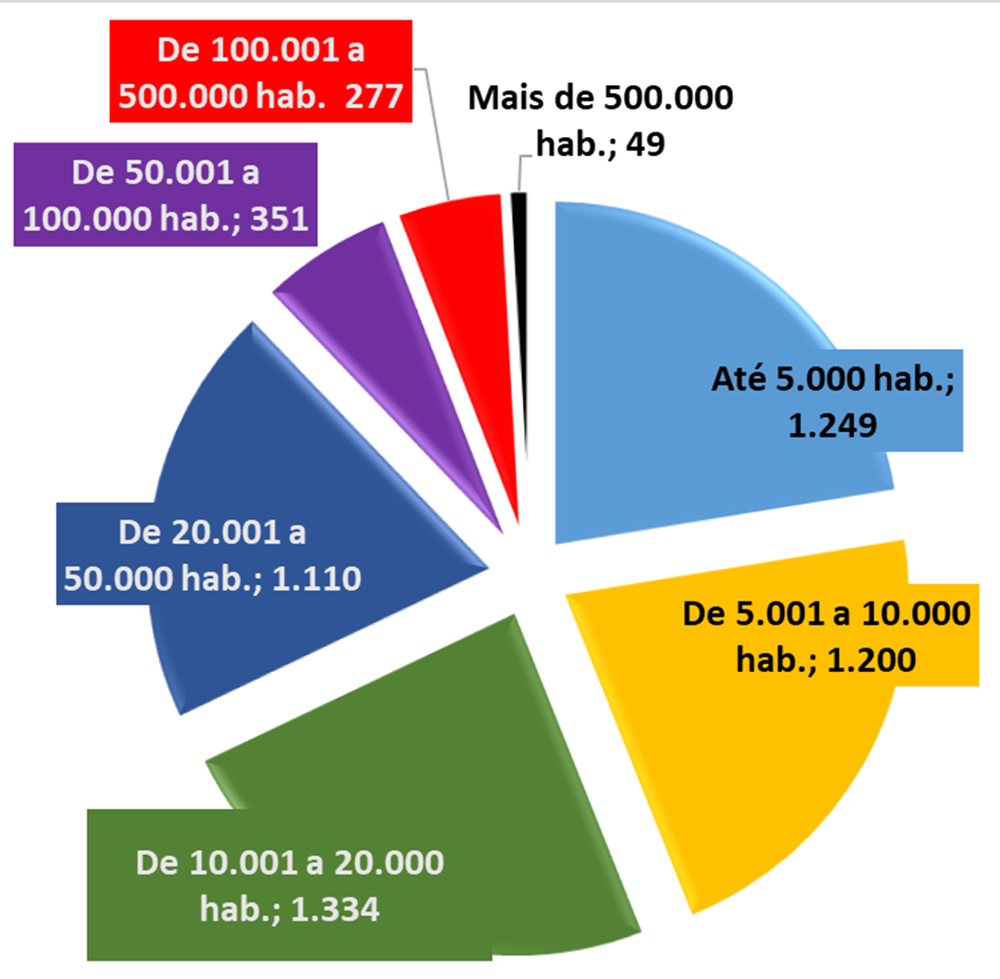 De 100.001 a
500.000 hab.  277
Mais de 500.000
hab.; 49
De 50.001 a
100.000 hab.; 351
Até 5.000 hab.;
1.249
De 20.001 a
50.000 hab.; 1.110
De 5.001 a 10.000
hab.; 1.200
De 10.001 a 20.000
hab.; 1.334